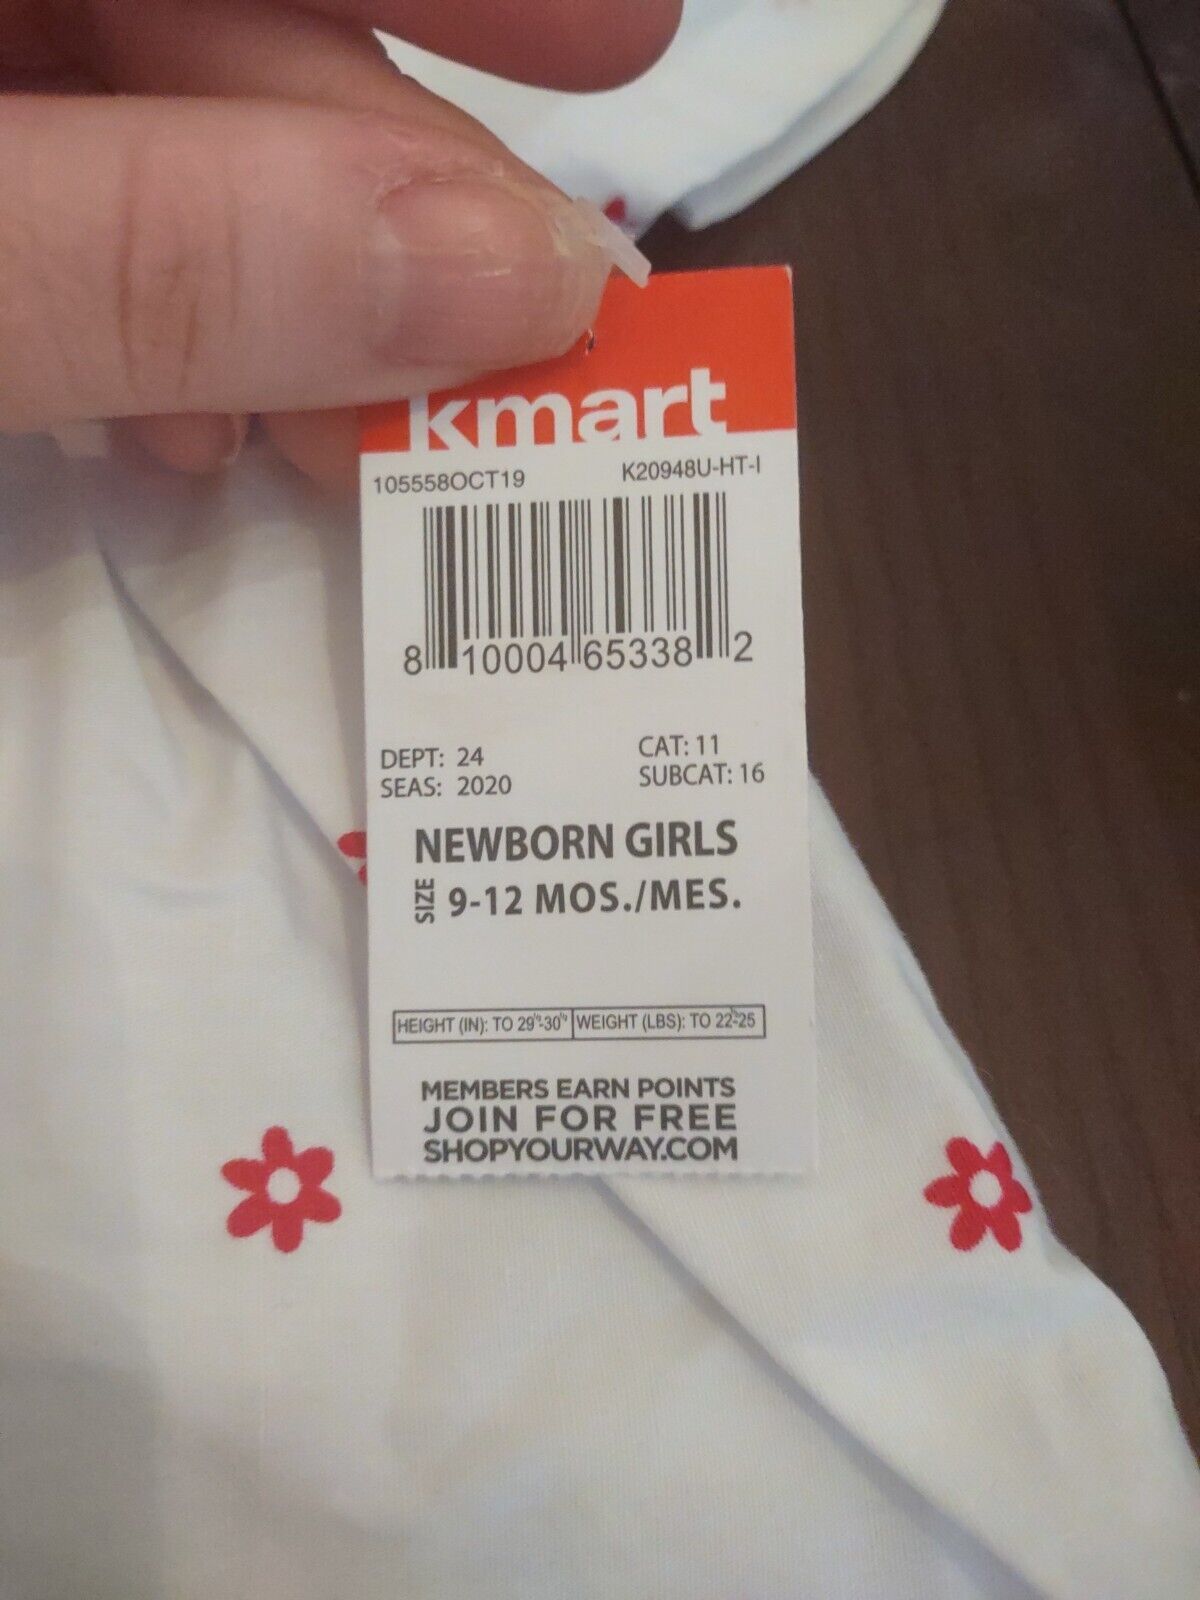 kmart
105558OCT19 K20948U-HT-I
8 10004 65338 2
DEPT: 24 CAT: 11
SEAS: 2020 SUBCAT: 16
NEWBORN GIRLS
SIZE 9-12 MOS./MES.
HEIGHT (IN): TO 29½-30½ WEIGHT (LBS): TO 22½-25
MEMBERS EARN POINTS
JOIN FOR FREE
SHOPYOURWAY.COM